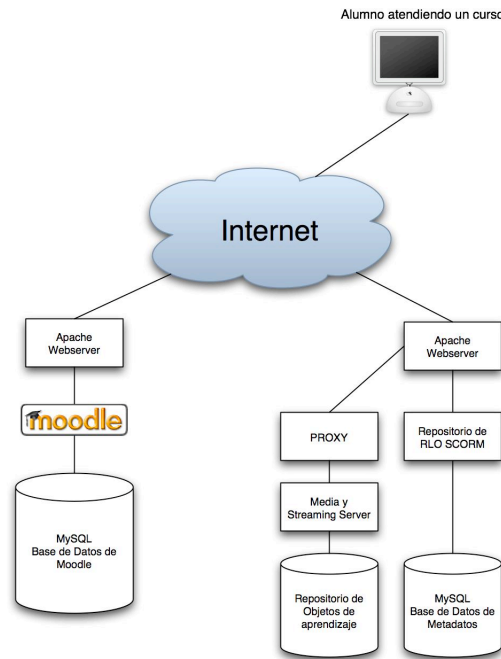 Alumno atendiendo un curso
Internet
Apache
Webserver
Apache
Webserver
moodle
PROXY
Repositorio de
RLO SCORM
Media y
Streaming Server
MySQL
Base de Datos de
Moodle
Repositorio de
Objetos de
aprendizaje
MySQL
Base de Datos de
Metadatos